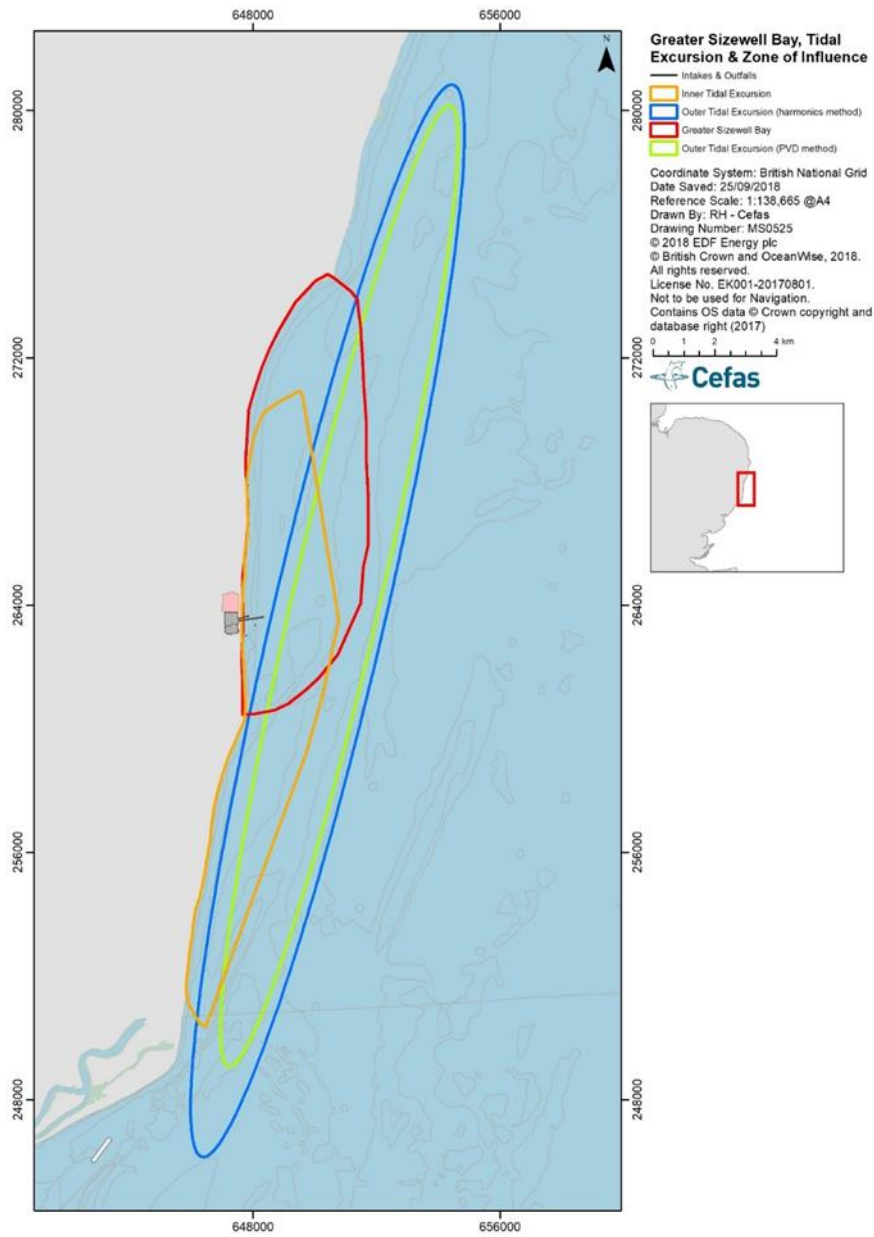 648000
656000
280000
272000
264000
256000
248000
280000
272000
264000
256000
248000
648000
656000
N
Greater Sizewell Bay, Tidal
Excursion & Zone of Influence
Intakes & Outfalls
Inner Tidal Excursion
Outer Tidal Excursion (harmonics method)
Greater Sizewell Bay
Outer Tidal Excursion (PVD method)
Coordinate System: British National Grid
Date Saved: 25/09/2018
Reference Scale: 1:138,665 @A4
Drawn By: RH - Cefas
Drawing Number: MS0525
© 2018 EDF Energy plc
© British Crown and OceanWise, 2018.
All rights reserved.
License No. EK001-20170801.
Not to be used for Navigation.
Contains OS data © Crown copyright and
database right (2017)
0 1 2 4 km
Cefas